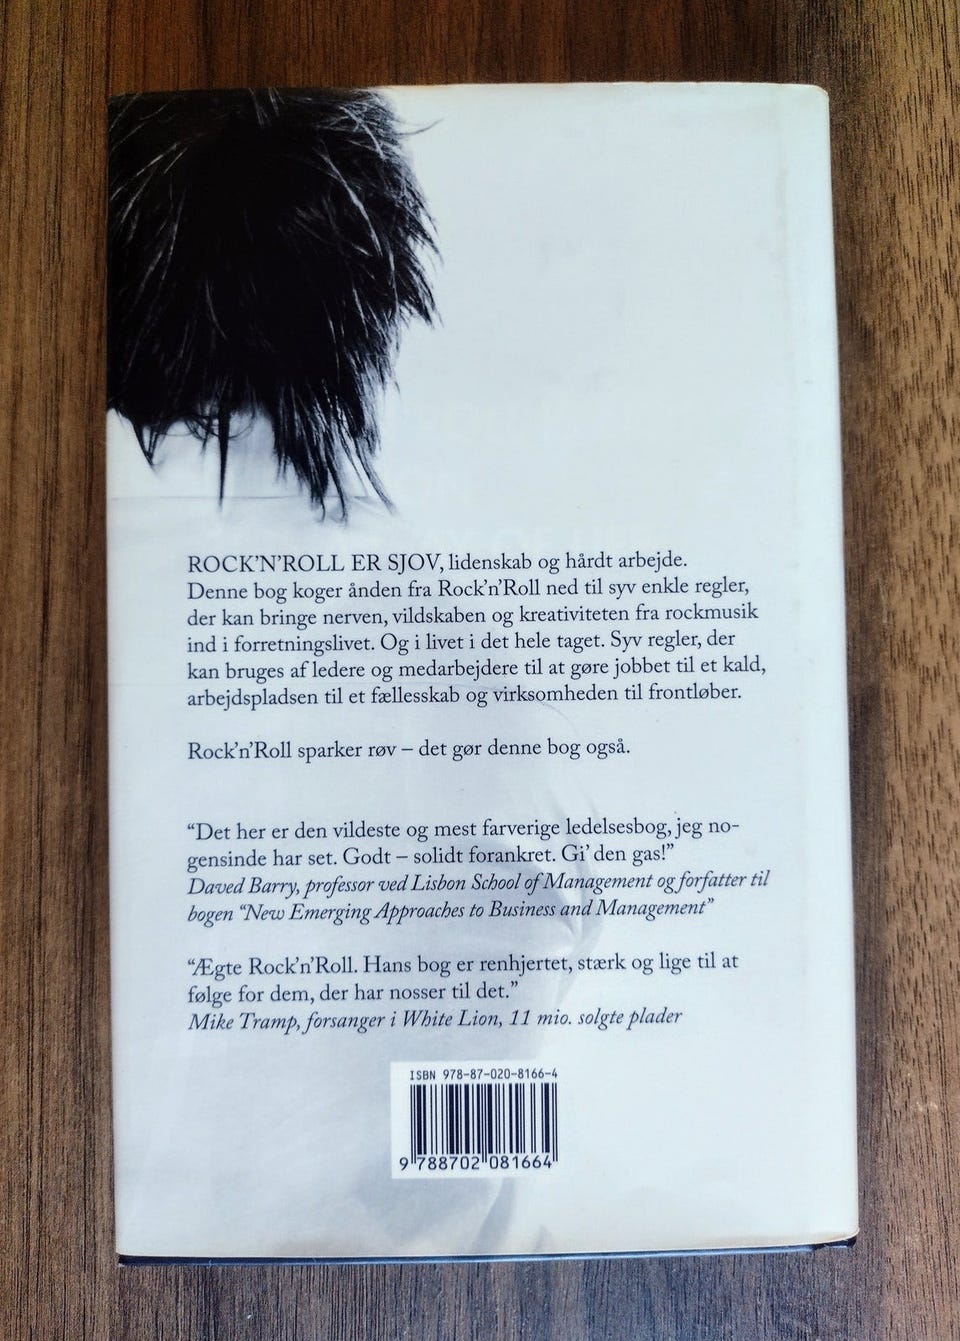 ROCK'N'ROLL ER SJOV, lidenskab og hårdt arbejde.
Denne bog koger ånden fra Rock'n'Roll ned til syv enkle regler,
der kan bringe nerven, vildskaben og kreativiteten fra rockmusik
ind i forretningslivet. Og i livet i det hele taget. Syv regler, der
kan bruges af ledere og medarbejdere til at gøre jobbet til et kald,
arbejdspladsen til et fællesskab og virksomheden til frontløber.
Rock'n'Roll sparker røv – det gør denne bog også.
“Det her er den vildeste og mest farverige ledelsesbog, jeg no-
gensinde har set. Godt – solidt forankret. Gi' den gas!”
Daved Barry, professor ved Lisbon School of Management og forfatter til
bogen “New Emerging Approaches to Business and Management”
“Ægte Rock'n'Roll. Hans bog er renhjertet, stærk og lige til at
følge for dem, der har nosser til det.”
Mike Tramp, forsanger i White Lion, 11 mio. solgte plader
ISBN 978-87-020-8166-4
9 788702 081664